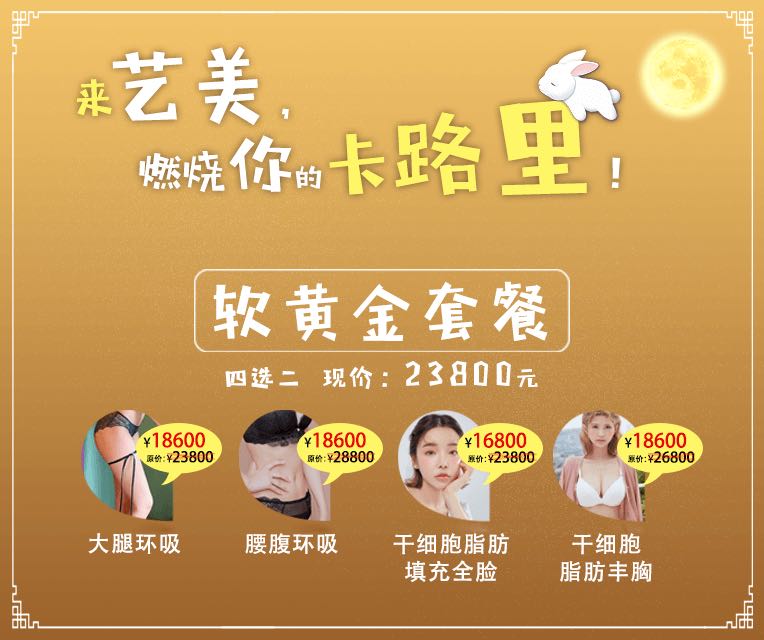 来艺美，
燃烧你的卡路里！
软黄金套餐
四选二 现价：23800元
¥18600
原价：¥23800
¥18600
原价：¥28800
¥16800
原价：¥23800
¥18600
原价：¥26800
大腿环吸
腰腹环吸
干细胞脂肪
填充全脸
干细胞
脂肪丰胸